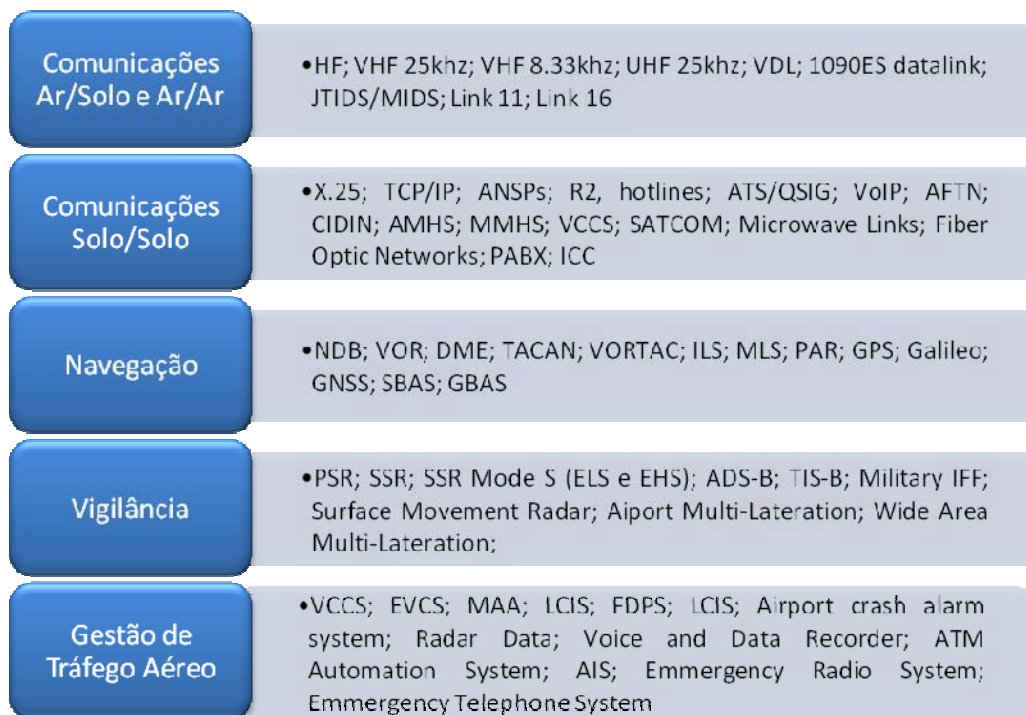 Comunicações
Ar/Solo e Ar/Ar
•HF; VHF 25khz; VHF 8.33khz; UHF 25khz; VDL; 1090ES datalink;
JTIDS/MIDS; Link 11; Link 16
Comunicações
Solo/Solo
•X.25; TCP/IP; ANSPs; R2, hotlines; ATS/QSIG; VoIP; AFTN;
CIDIN; AMHS; MMHS; VCCS; SATCOM; Microwave Links; Fiber
Optic Networks; PABX; ICC
Navegação
•NDB; VOR; DME; TACAN; VORTAC; ILS; MLS; PAR; GPS; Galileo;
GNSS; SBAS; GBAS
Vigilância
•PSR; SSR; SSR Mode S (ELS e EHS); ADS-B; TIS-B; Military IFF;
Surface Movement Radar; Aiport Multi-Lateration; Wide Area
Multi-Lateration;
Gestão de
Tráfego Aéreo
•VCCS; EVCS; MAA; LCIS; FDPS; LCIS; Airport crash alarm
system; Radar Data; Voice and Data Recorder; ATM
Automation System; AIS; Emmergency Radio System;
Emmergency Telephone System